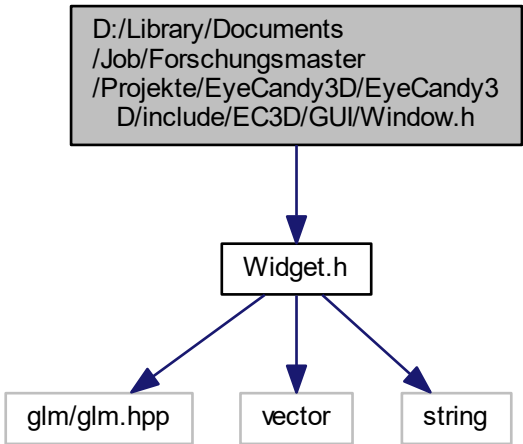 D:/Library/Documents
/Job/Forschungsmaster
/Projekte/EyeCandy3D/EyeCandy3
D/include/EC3D/GUI/Window.h
Widget.h
glm/glm.hpp
vector
string